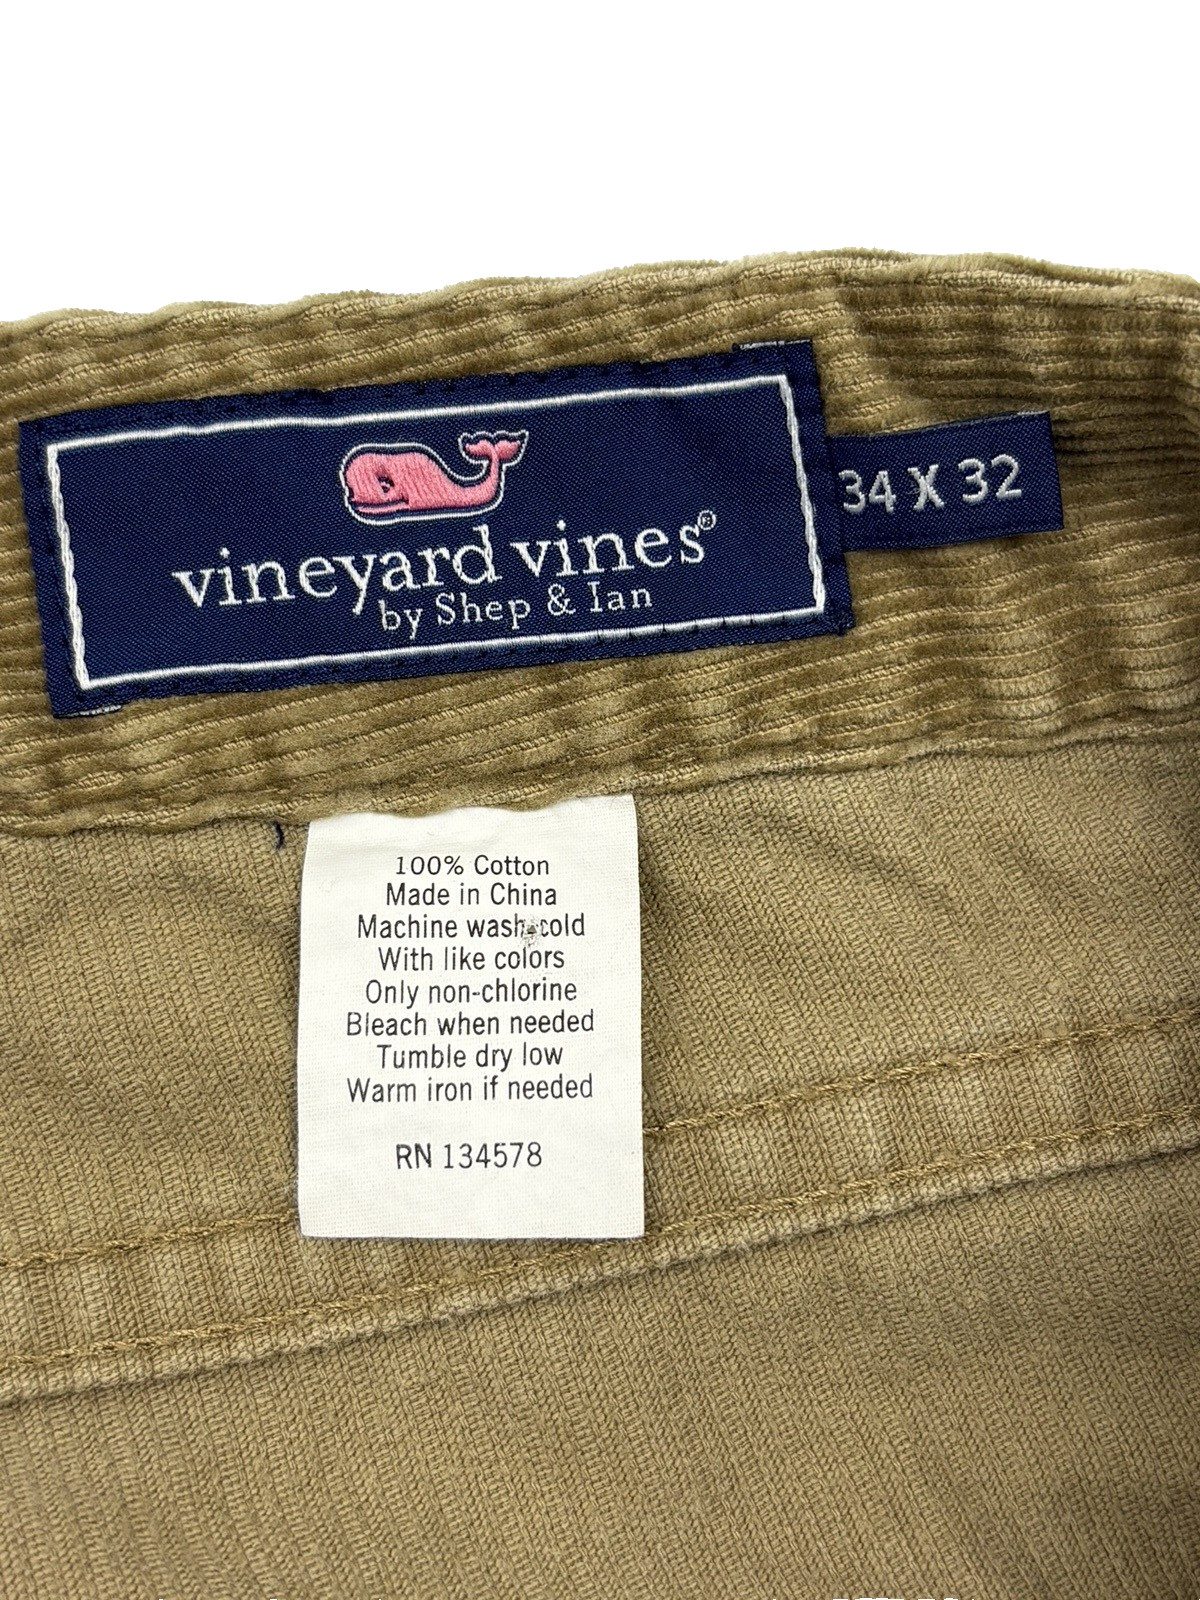 vineyard vines®
by Shep & Ian
34 X 32
100% Cotton
Made in China
Machine wash cold
With like colors
Only non-chlorine
Bleach when needed
Tumble dry low
Warm iron if needed
RN 134578